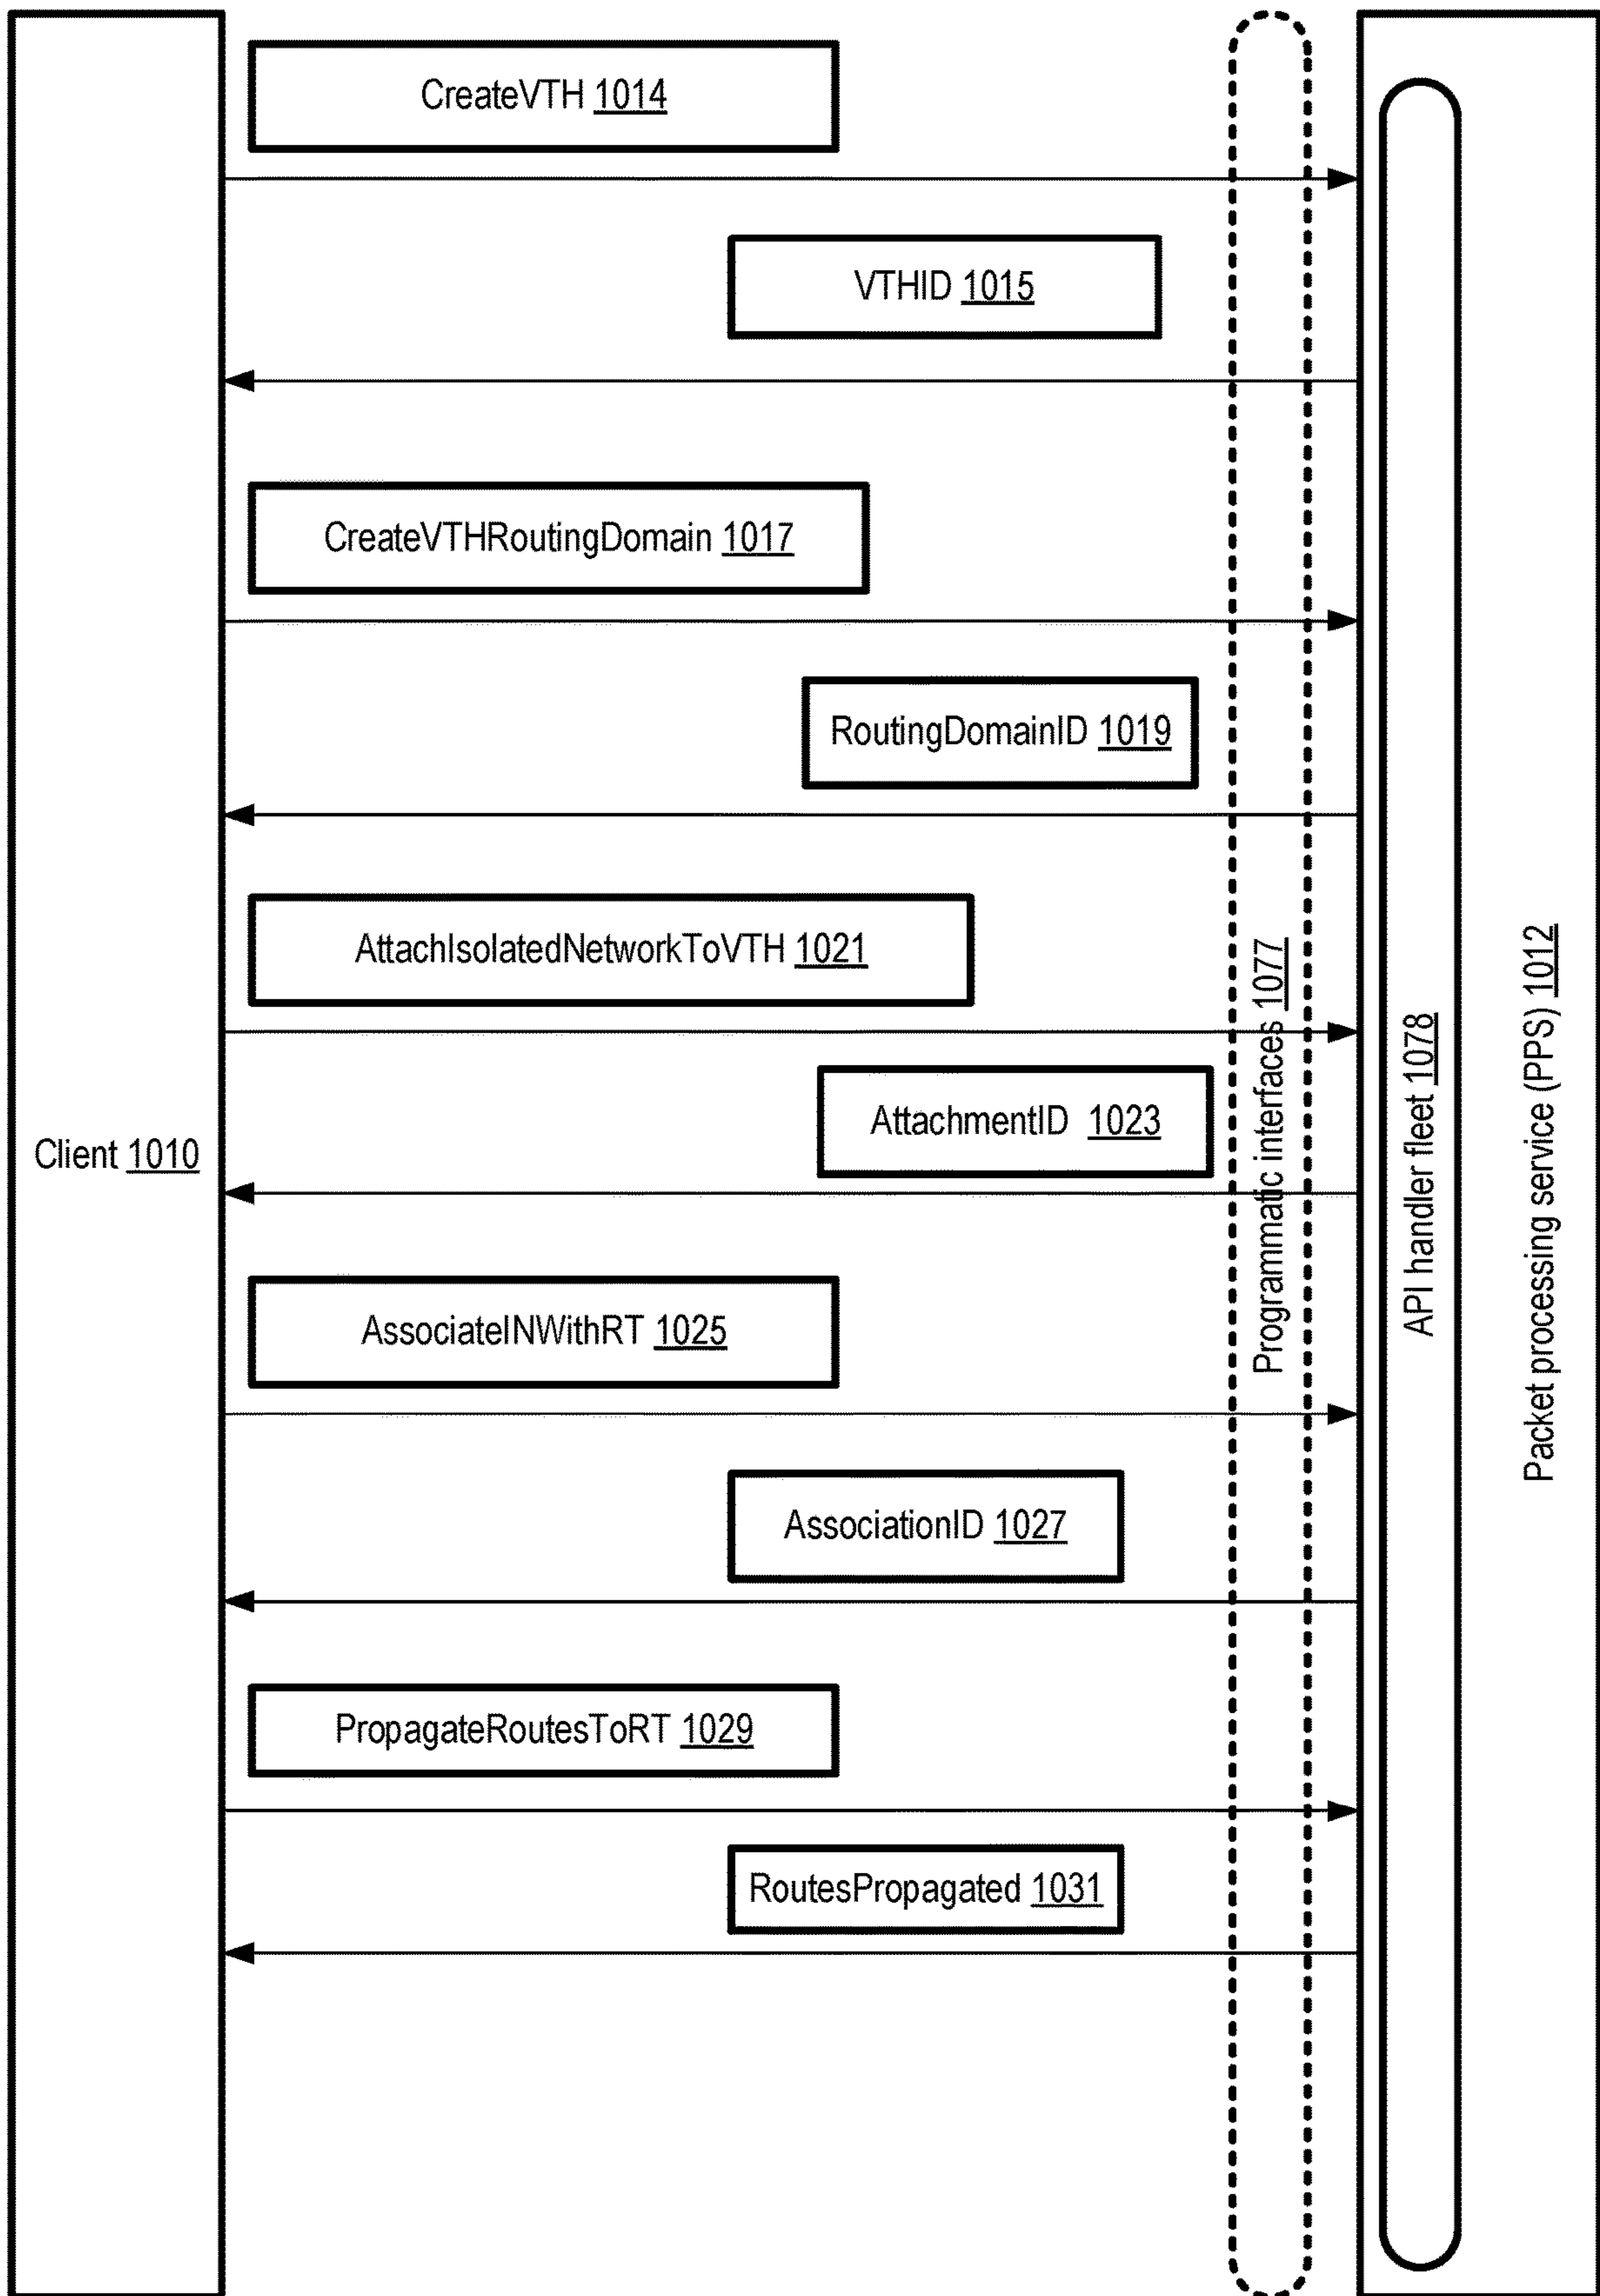 CreateVTH 1014
VTHID 1015
CreateVTHRoutingDomain 1017
RoutingDomainID 1019
AttachIsolatedNetworkToVTH 1021
AttachmentID 1023
Client 1010
AssociateINWithRT 1025
AssociationID 1027
PropagateRoutesToRT 1029
RoutesPropagated 1031
Programmatic interfaces 1077
API handler fleet 1078
Packet processing service (PPS) 1012